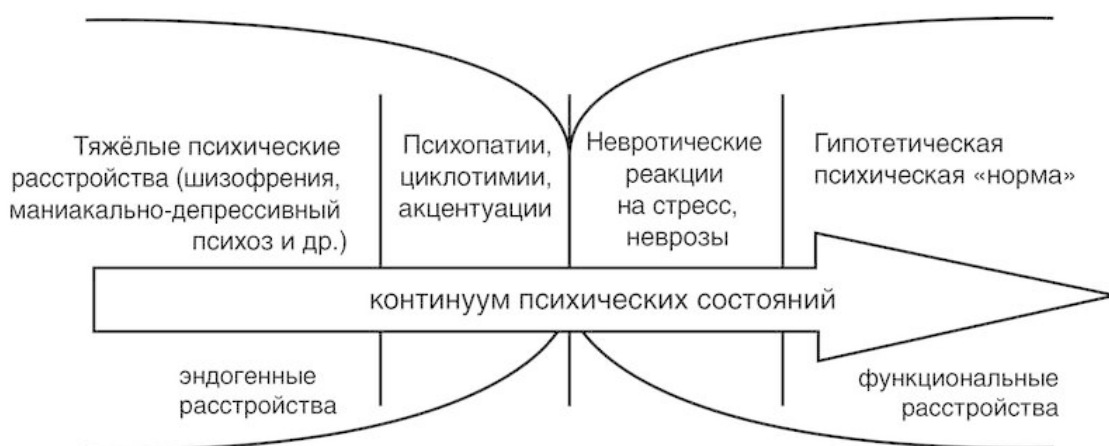 Тяжёлые психические
расстройства (шизофрения,
маниакально-депрессивный
психоз и др.)
Психопатии,
циклотимии,
акцентуации
Невротические
реакции
на стресс,
неврозы
Гипотетическая
психическая «норма»
континуум психических состояний
эндогенные
расстройства
функциональные
расстройства